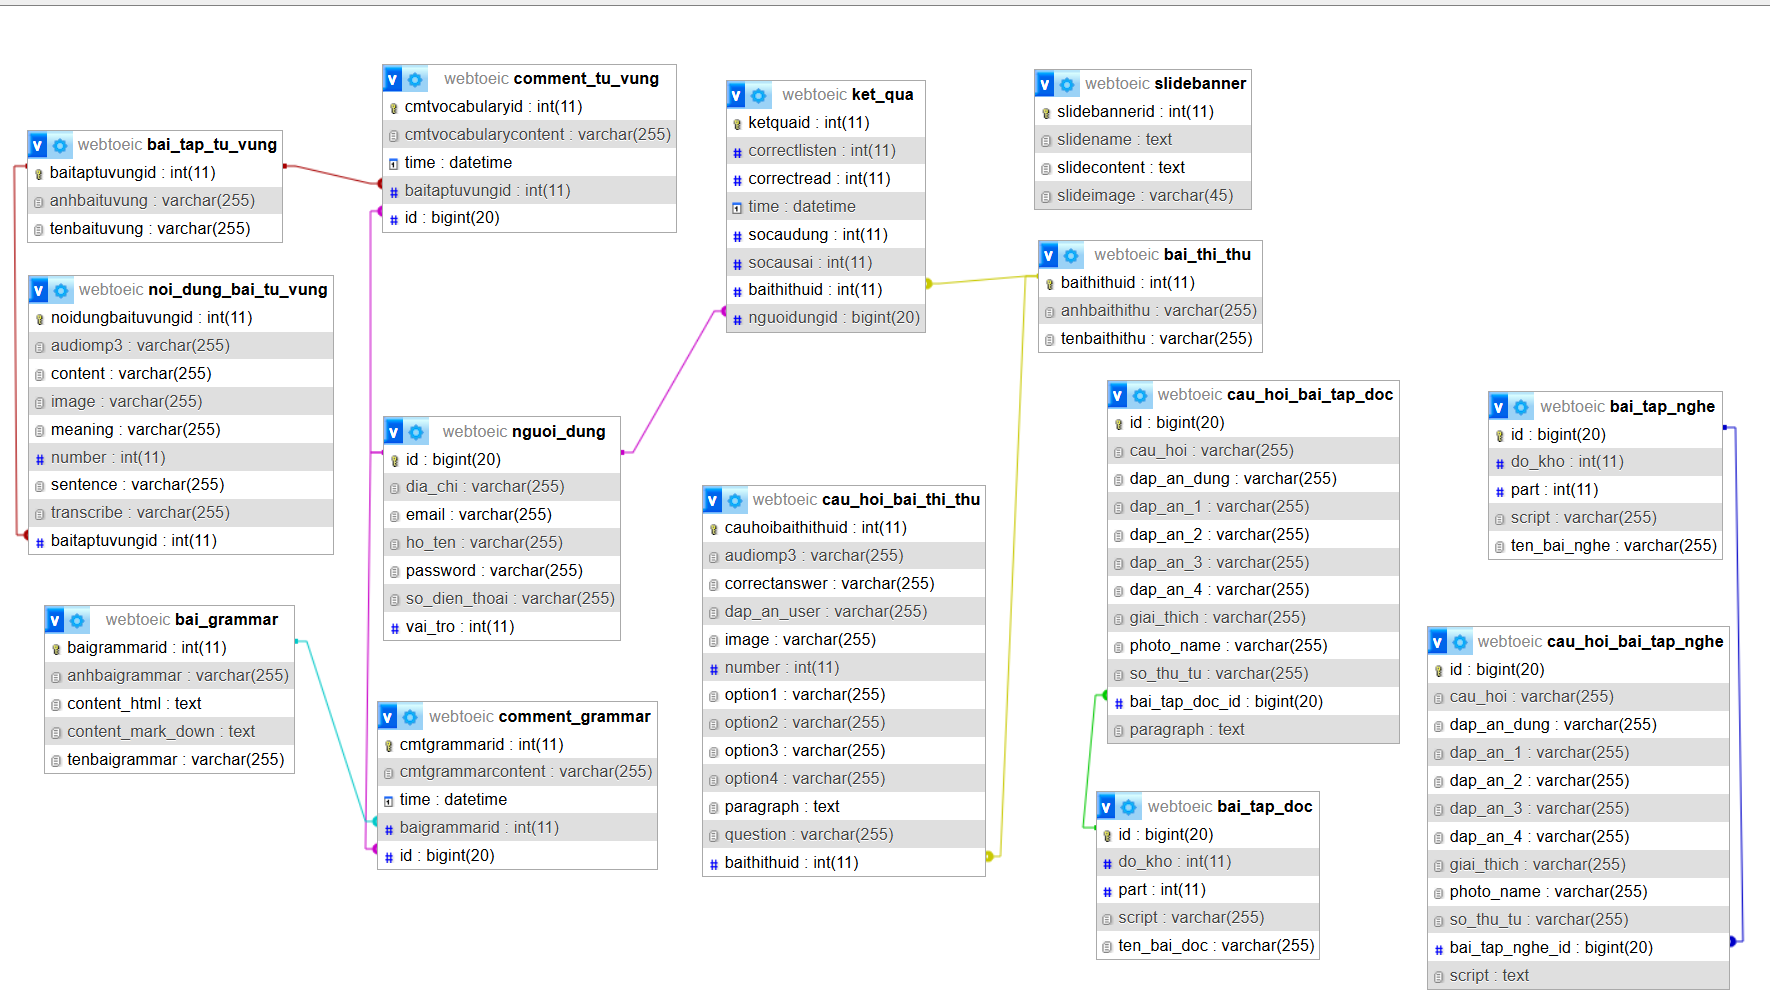 webtoeic bai_tap_tu_vung
baitaptuvungid : int(11)
anhbaituvung : varchar(255)
tenbaituvung : varchar(255)
webtoeic noi_dung_bai_tu_vung
noidungbaituvungid : int(11)
audiomp3 : varchar(255)
content : varchar(255)
image : varchar(255)
meaning : varchar(255)
number : int(11)
sentence : varchar(255)
transcribe : varchar(255)
baitaptuvungid : int(11)
webtoeic bai_grammar
baigrammarid : int(11)
anhbaigrammar : varchar(255)
content_html : text
content_mark_down : text
tenbaigrammar : varchar(255)
webtoeic comment_tu_vung
cmtvocabularyid : int(11)
cmtvocabularycontent : varchar(255)
time : datetime
baitaptuvungid : int(11)
id : bigint(20)
webtoeic nguoi_dung
id : bigint(20)
dia_chi : varchar(255)
email : varchar(255)
ho_ten : varchar(255)
password : varchar(255)
so_dien_thoai : varchar(255)
vai_tro : int(11)
webtoeic comment_grammar
cmtgrammarid : int(11)
cmtgrammarcontent : varchar(255)
time : datetime
baigrammarid : int(11)
id : bigint(20)
webtoeic ket_qua
ketquaid : int(11)
correctlisten : int(11)
correctread : int(11)
time : datetime
socaudung : int(11)
socausai : int(11)
baithithuid : int(11)
nguoidungid : bigint(20)
webtoeic cau_hoi_bai_thi_thu
cauhoibaithithuid : int(11)
audiomp3 : varchar(255)
correctanswer : varchar(255)
dap_an_user : varchar(255)
image : varchar(255)
number : int(11)
option1 : varchar(255)
option2 : varchar(255)
option3 : varchar(255)
option4 : varchar(255)
paragraph : text
question : varchar(255)
baithithuid : int(11)
webtoeic slidebanner
slidebannerid : int(11)
slidename : text
slidecontent : text
slideimage : varchar(45)
webtoeic bai_thi_thu
baithithuid : int(11)
anhbaithithu : varchar(255)
tenbaithithu : varchar(255)
webtoeic cau_hoi_bai_tap_doc
id : bigint(20)
cau_hoi : varchar(255)
dap_an_dung : varchar(255)
dap_an_1 : varchar(255)
dap_an_2 : varchar(255)
dap_an_3 : varchar(255)
dap_an_4 : varchar(255)
giai_thich : varchar(255)
photo_name : varchar(255)
so_thu_tu : varchar(255)
bai_tap_doc_id : bigint(20)
paragraph : text
webtoeic bai_tap_doc
id : bigint(20)
do_kho : int(11)
part : int(11)
script : varchar(255)
ten_bai_doc : varchar(255)
webtoeic bai_tap_nghe
id : bigint(20)
do_kho : int(11)
part : int(11)
script : varchar(255)
ten_bai_nghe : varchar(255)
webtoeic cau_hoi_bai_tap_nghe
id : bigint(20)
cau_hoi : varchar(255)
dap_an_dung : varchar(255)
dap_an_1 : varchar(255)
dap_an_2 : varchar(255)
dap_an_3 : varchar(255)
dap_an_4 : varchar(255)
giai_thich : varchar(255)
photo_name : varchar(255)
so_thu_tu : varchar(255)
bai_tap_nghe_id : bigint(20)
script : text